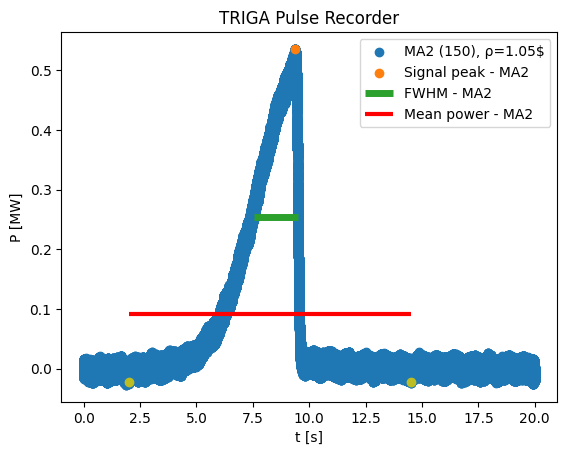 TRIGA Pulse Recorder
MA2 (150), ρ=1.05$
Signal peak - MA2
FWHM - MA2
Mean power - MA2
P [MW]
0.5
0.4
0.3
0.2
0.1
0.0
0.0 2.5 5.0 7.5 10.0 12.5 15.0 17.5 20.0
t [s]